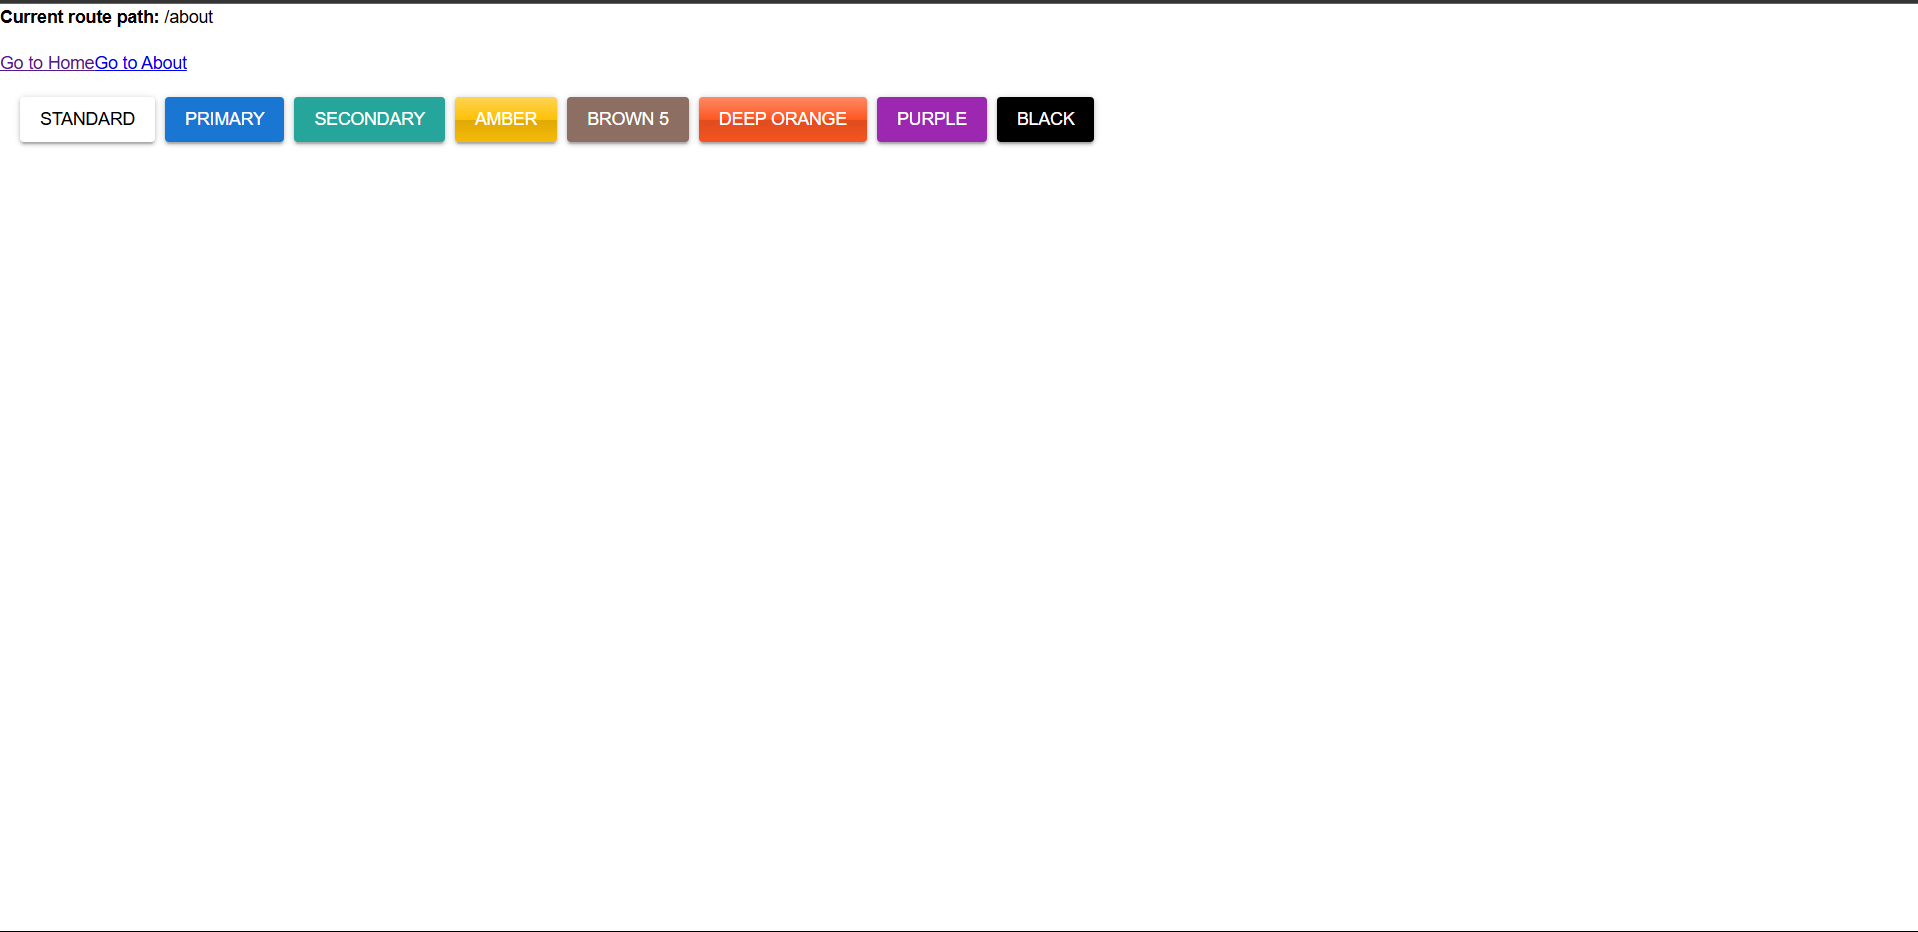 Current route path: /about
Go to HomeGo to About
STANDARD PRIMARY SECONDARY AMBER BROWN 5 DEEP ORANGE PURPLE BLACK